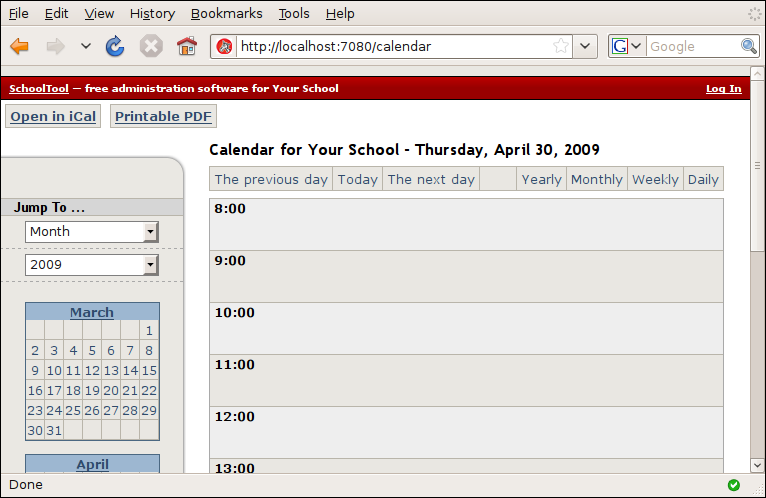 File Edit View History Bookmarks Tools Help
http://localhost:7080/calendar Google
SchoolTool — free administration software for Your School Log In
Open in iCal Printable PDF
Calendar for Your School - Thursday, April 30, 2009
The previous day Today The next day Yearly Monthly Weekly Daily
Jump To ...
Month
2009
March
1
2 3 4 5 6 7 8
9 10 11 12 13 14 15
16 17 18 19 20 21 22
23 24 25 26 27 28 29
30 31
April
8:00
9:00
10:00
11:00
12:00
13:00
Done